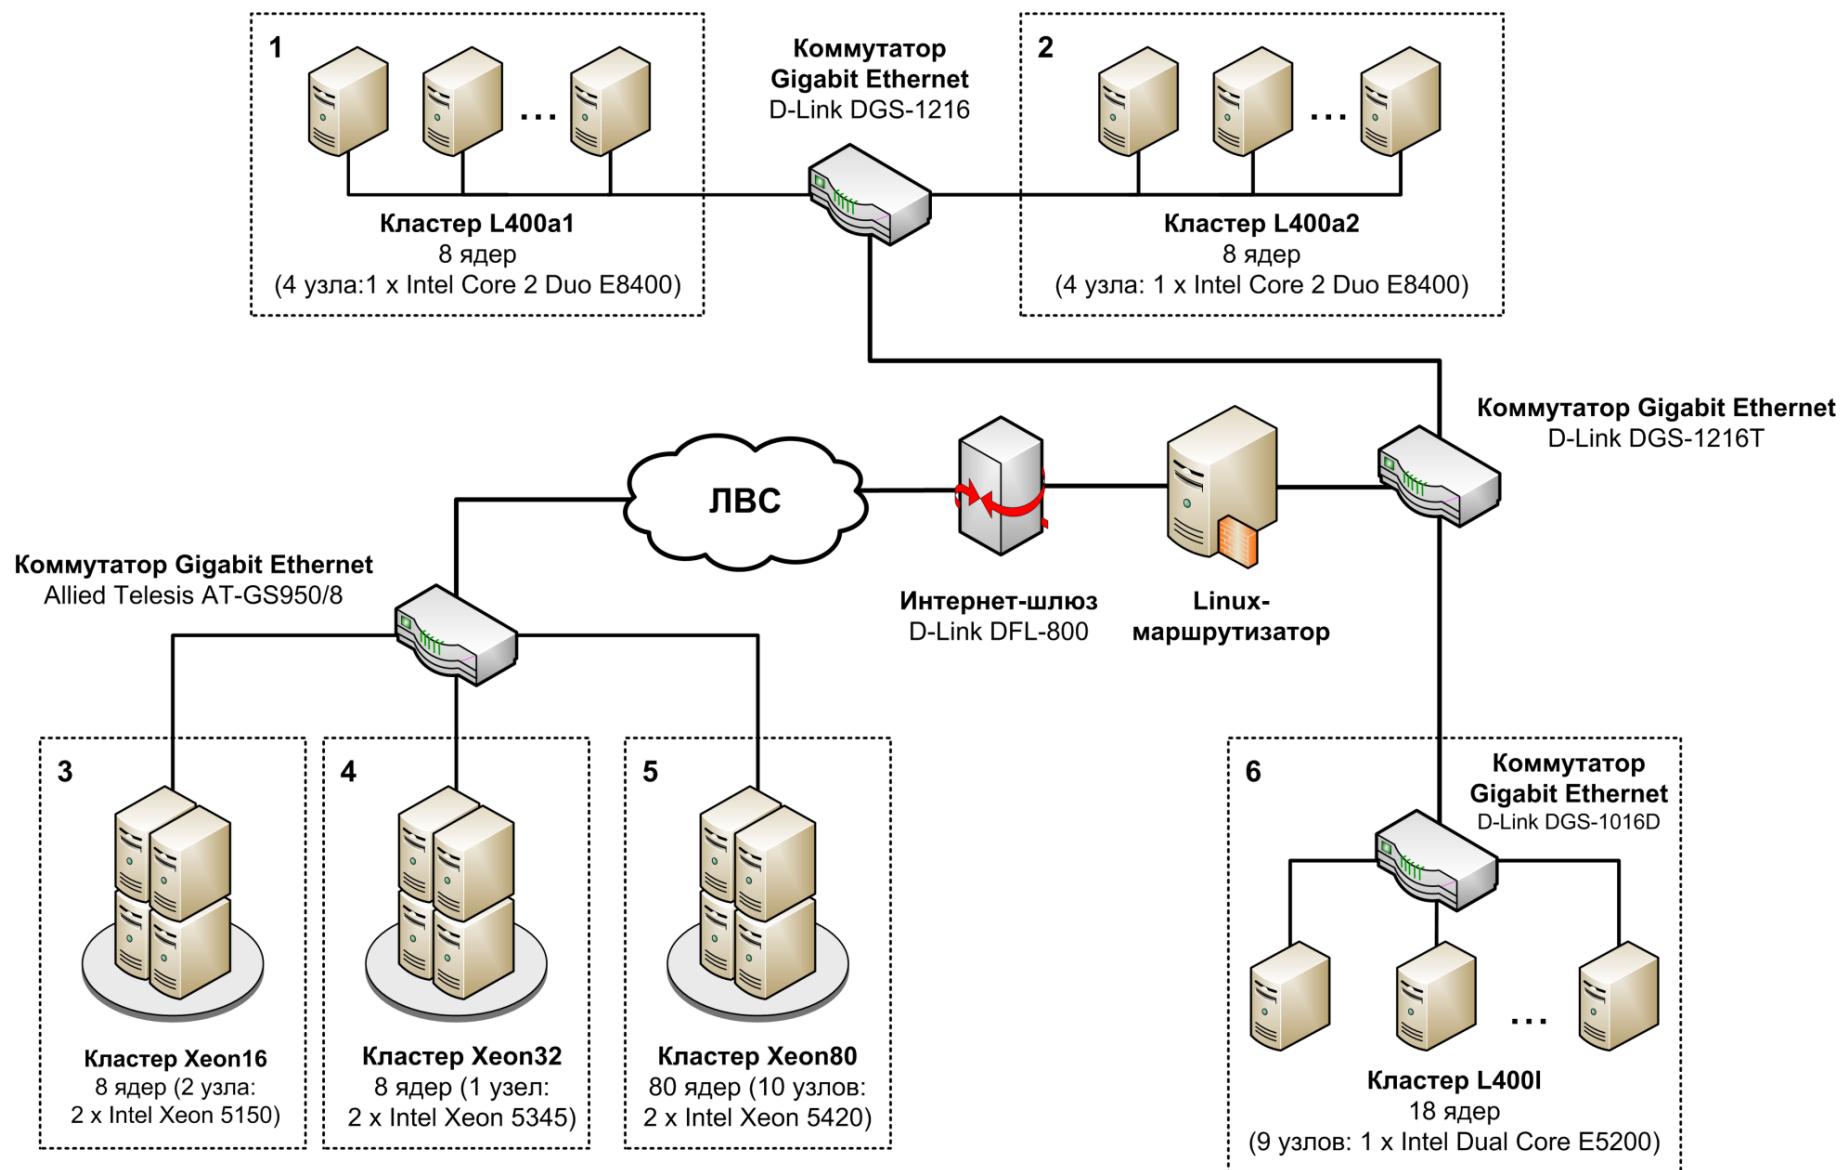 1
Кластер L400a1
8 ядер
(4 узла:1 x Intel Core 2 Duo E8400)
Коммутатор
Gigabit Ethernet
D-Link DGS-1216
2
Кластер L400a2
8 ядер
(4 узла: 1 x Intel Core 2 Duo E8400)
Коммутатор Gigabit Ethernet
D-Link DGS-1216T
ЛВС
Интернет-шлюз
D-Link DFL-800
Linux-
маршрутизатор
Коммутатор Gigabit Ethernet
Allied Telesis AT-GS950/8
3
Кластер Xeon16
8 ядер (2 узла:
2 x Intel Xeon 5150)
4
Кластер Xeon32
8 ядер (1 узел:
2 x Intel Xeon 5345)
5
Кластер Xeon80
80 ядер (10 узлов:
2 x Intel Xeon 5420)
6
Коммутатор
Gigabit Ethernet
D-Link DGS-1016D
Кластер L400l
18 ядер
(9 узлов: 1 x Intel Dual Core E5200)